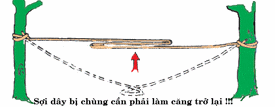 Sợi dây bị chùng cần phải làm căng trở lại !!!